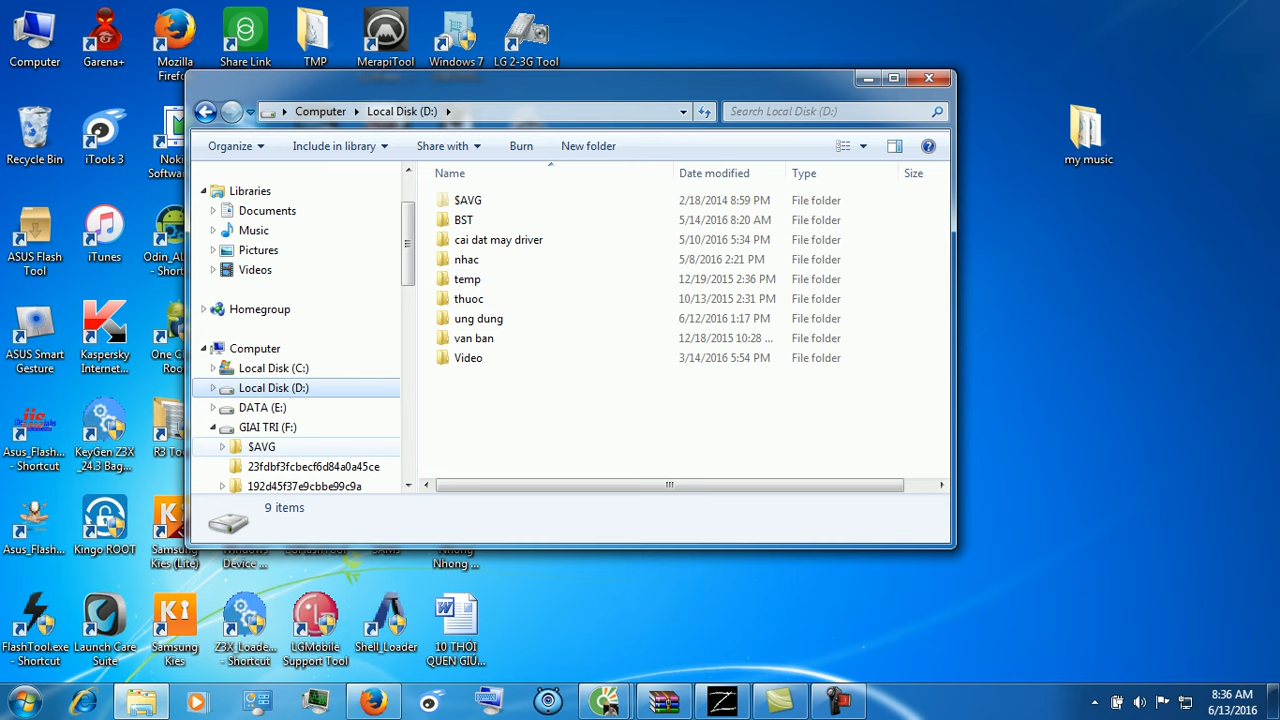 Computer
Garena+
Mozilla
Firef...
Share Link
TMP
MerapiTool
Windows 7
LG 2-3G Tool
Computer
Local Disk (D:)
Search Local Disk (D:)
Organize
Include in library
Share with
Burn
New folder
Name
Date modified
Type
Size
$AVG
2/18/2014 8:59 PM
File folder
BST
5/14/2016 8:20 AM
File folder
cai dat may driver
5/10/2016 5:34 PM
File folder
nhac
5/8/2016 2:21 PM
File folder
temp
12/19/2015 2:36 PM
File folder
thuoc
10/13/2015 2:31 PM
File folder
ung dung
6/12/2016 1:17 PM
File folder
van ban
12/18/2015 10:28 ...
File folder
Video
3/14/2016 5:54 PM
File folder
Libraries
Documents
Music
Pictures
Videos
Homegroup
Computer
Local Disk (C:)
Local Disk (D:)
DATA (E:)
GIAI TRI (F:)
$AVG
23fdbf3fcbecf6d84a0a45ce
192d45f37e9cbbe99c9a
9 items
my music
Recycle Bin
iTools 3
Noki
Softwar
ASUS Flash
Tool
iTunes
Odin_AL
- Short
ASUS Smart
Gesture
Kaspersky
Internet...
One C
Roo
Asus_Flash...
- Shortcut
KeyGen Z3X
_24.3 Bag...
R3 To
Asus_Flash...
Kingo ROOT
Samsung
Kies (Lite)
Windows
Device ...
Nhong
Nhong ...
FlashTool.exe
- Shortcut
Launch Care
Suite
Samsung
Kies
Z3X_Loade...
- Shortcut
LGMobile
Support Tool
Shell_Loader
10 THÓI
QUEN GIÚ...
8:36 AM
6/13/2016